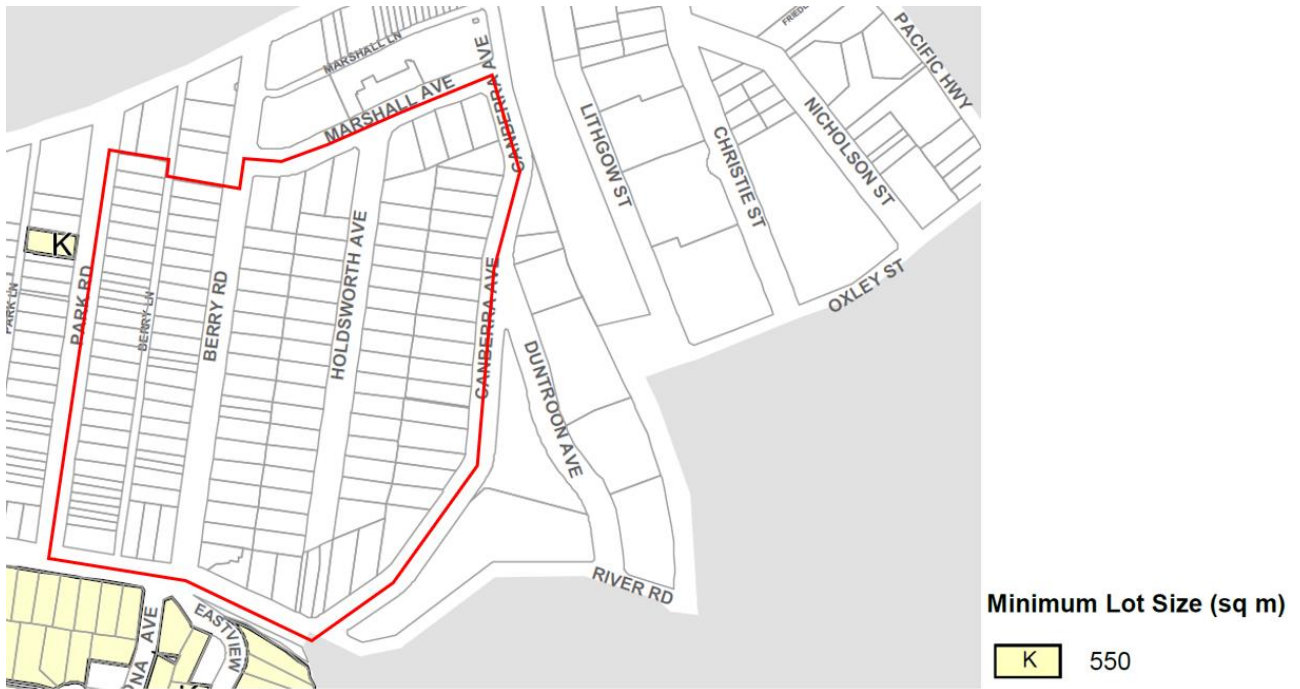 MARSHALL LN
MARSHALL AVE
CANBERRA AVE
PACIFIC HWY
LITHGOW ST
CHRISTIE ST
NICHOLSON ST
OXLEY ST
K
PARK LN
PARK RD
BERRY LN
BERRY RD
HOLDSWORTH AVE
CANBERRA AVE
DUNTROON AVE
RIVER RD
EASTVIEW
AVE
Minimum Lot Size (sq m)
K 550